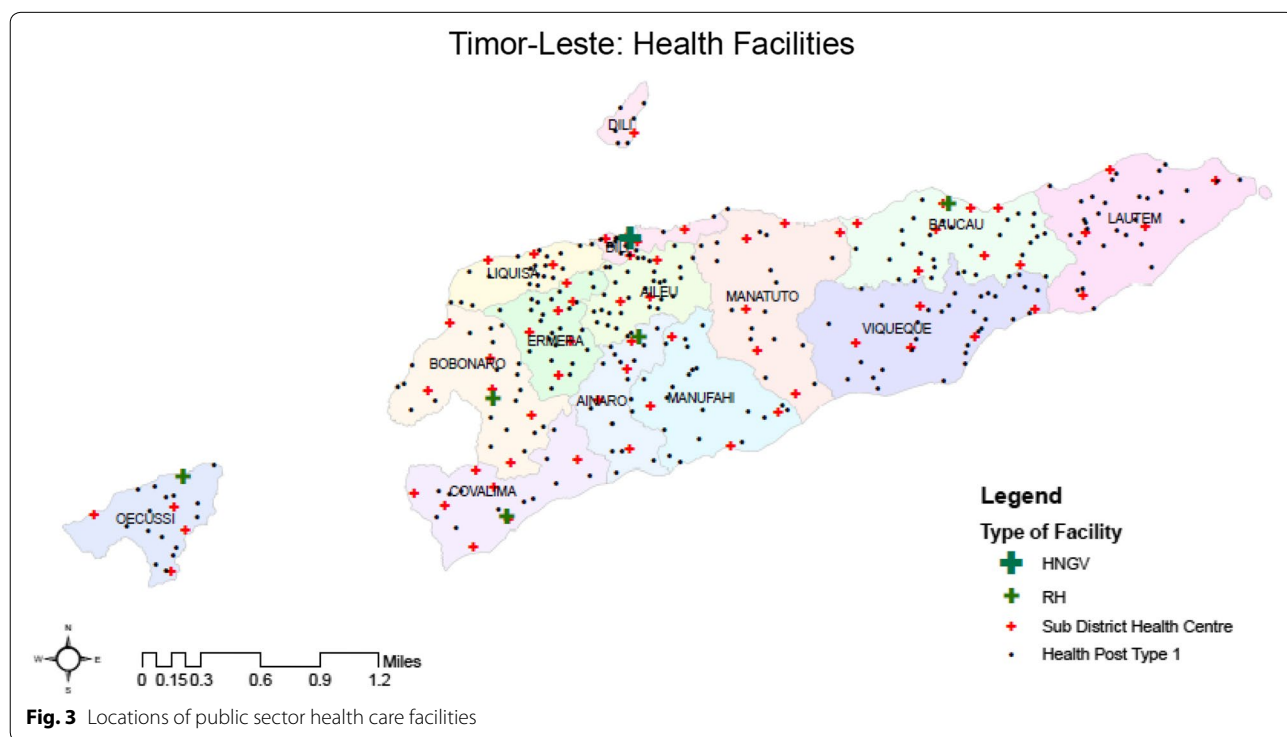 Timor-Leste: Health Facilities
DILI
LAUTEM
BAUCAU
DILI
LIQUISA
AILEU
MANATUTO
VIQUEQUE
ERMERA
BOBONARO
AINARO
MANUFAHI
COVALIMA
OECUSSI
Legend
Type of Facility
HNGV
RH
Sub District Health Centre
Health Post Type 1
N
W E
S
Miles
0 0.15 0.3 0.6 0.9 1.2
Fig. 3 Locations of public sector health care facilities